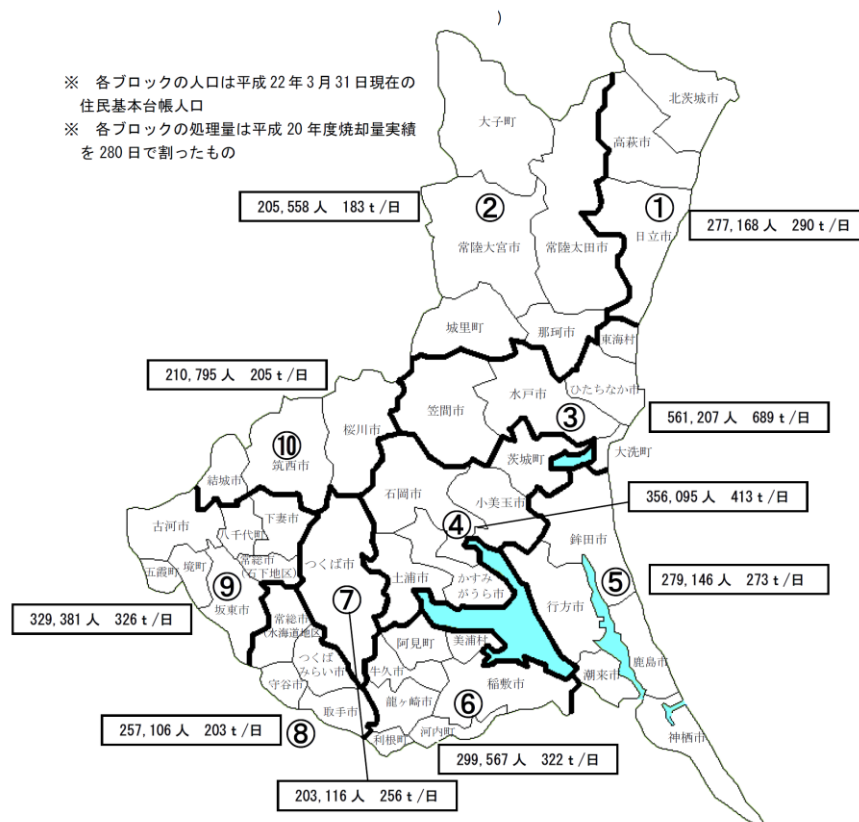 )
※ 各ブロックの人口は平成22年3月31日現在の
住民基本台帳人口
※ 各ブロックの処理量は平成20年度焼却量実績
を280日で割ったもの
北茨城市
大子町
高萩市
205,558人 183t/日
②
①
277,168人 290t/日
日立市
常陸大宮市
常陸太田市
城里町
那珂市
東海村
210,795人 205t/日
水戸市
ひたちなか市
笠間市
③
561,207人 689t/日
桜川市
⑩
筑西市
茨城町
大洗町
結城市
石岡市
小美玉市
356,095人 413t/日
古河市
八千代町
下妻市
④
鉾田市
五霞町
境町
常総市
(石下地区)
つくば市
土浦市
かすみ
がうら市
⑤
279,146人 273t/日
⑨
坂東市
⑦
行方市
329,381人 326t/日
常総市
(水海道地区)
阿見町
美浦村
つくば
みらい市
牛久市
稲敷市
潮来市
鹿島市
守谷市
取手市
龍ヶ崎市
⑥
257,106人 203t/日
⑧
利根町
河内町
神栖市
299,567人 322t/日
203,116人 256t/日